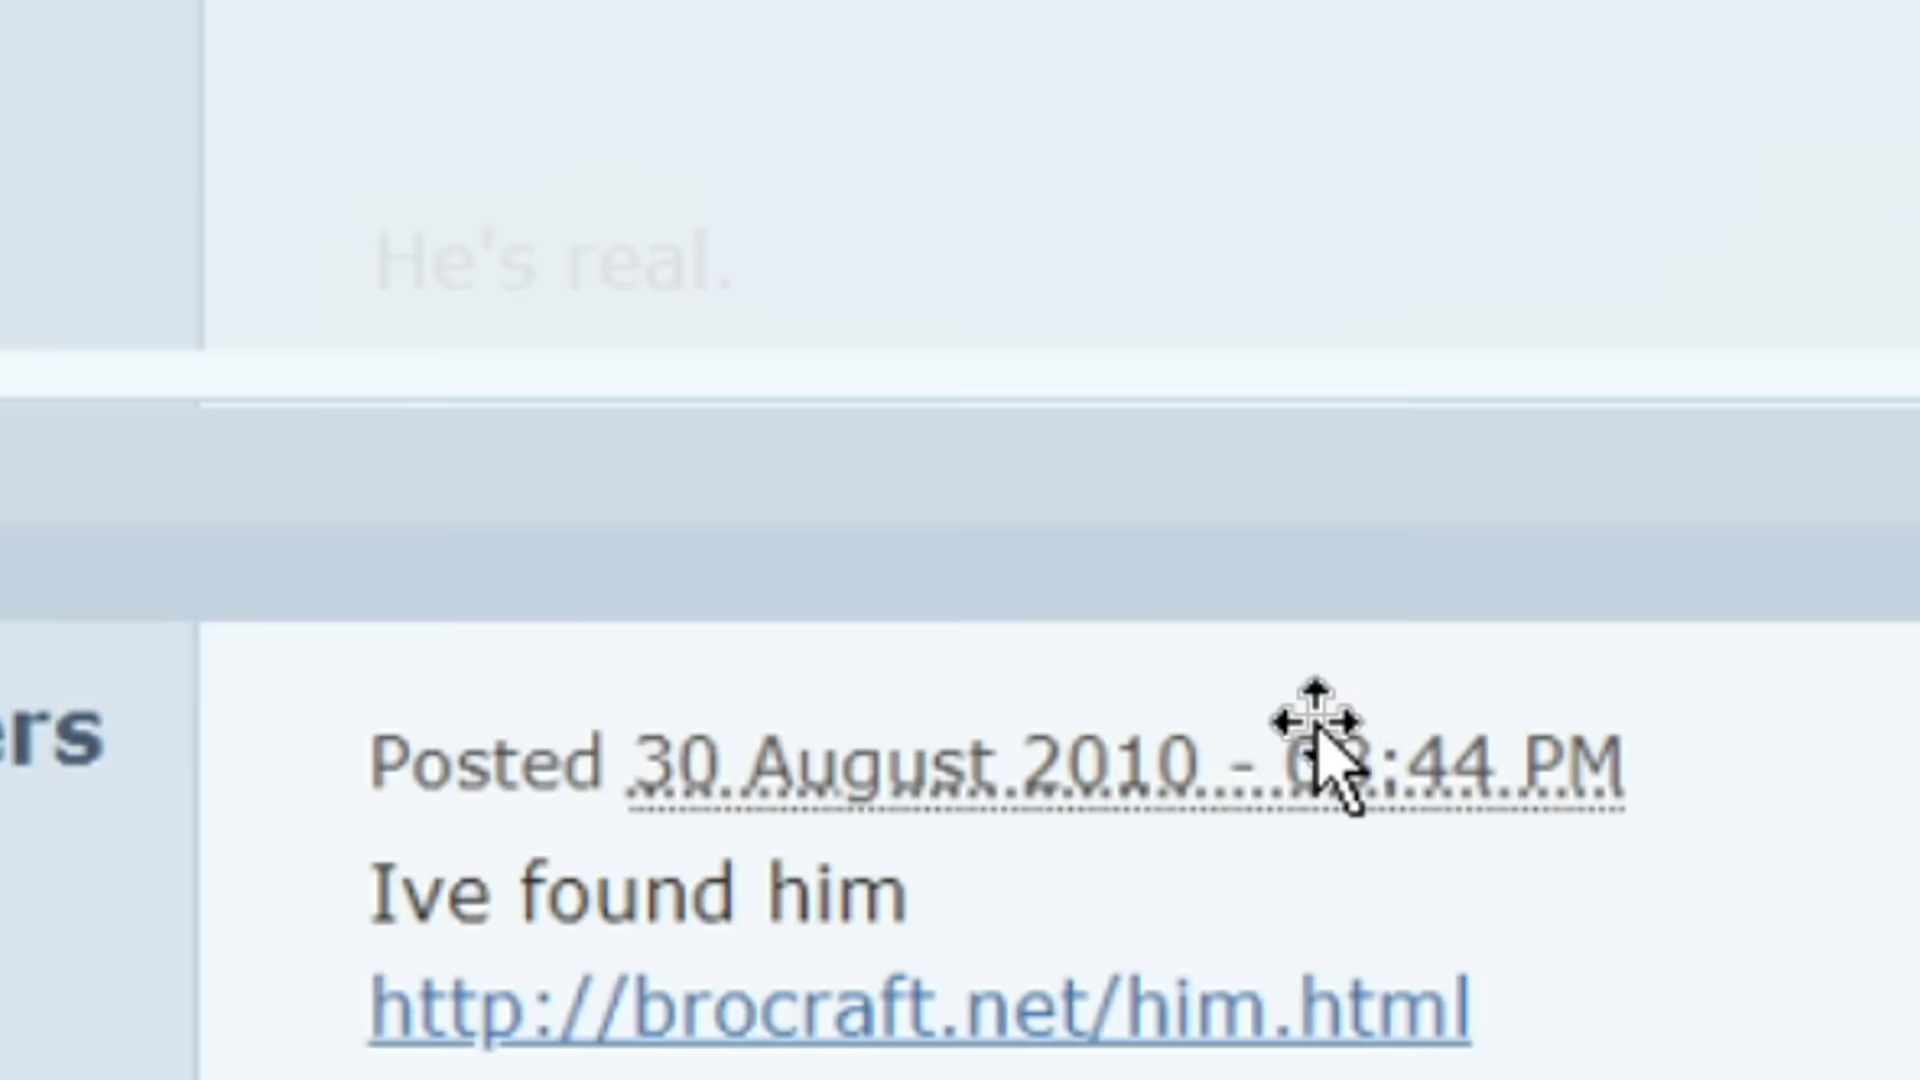 He's real.
ers
Posted 30 August 2010 - :44 PM
Ive found him
http://brocraft.net/him.html